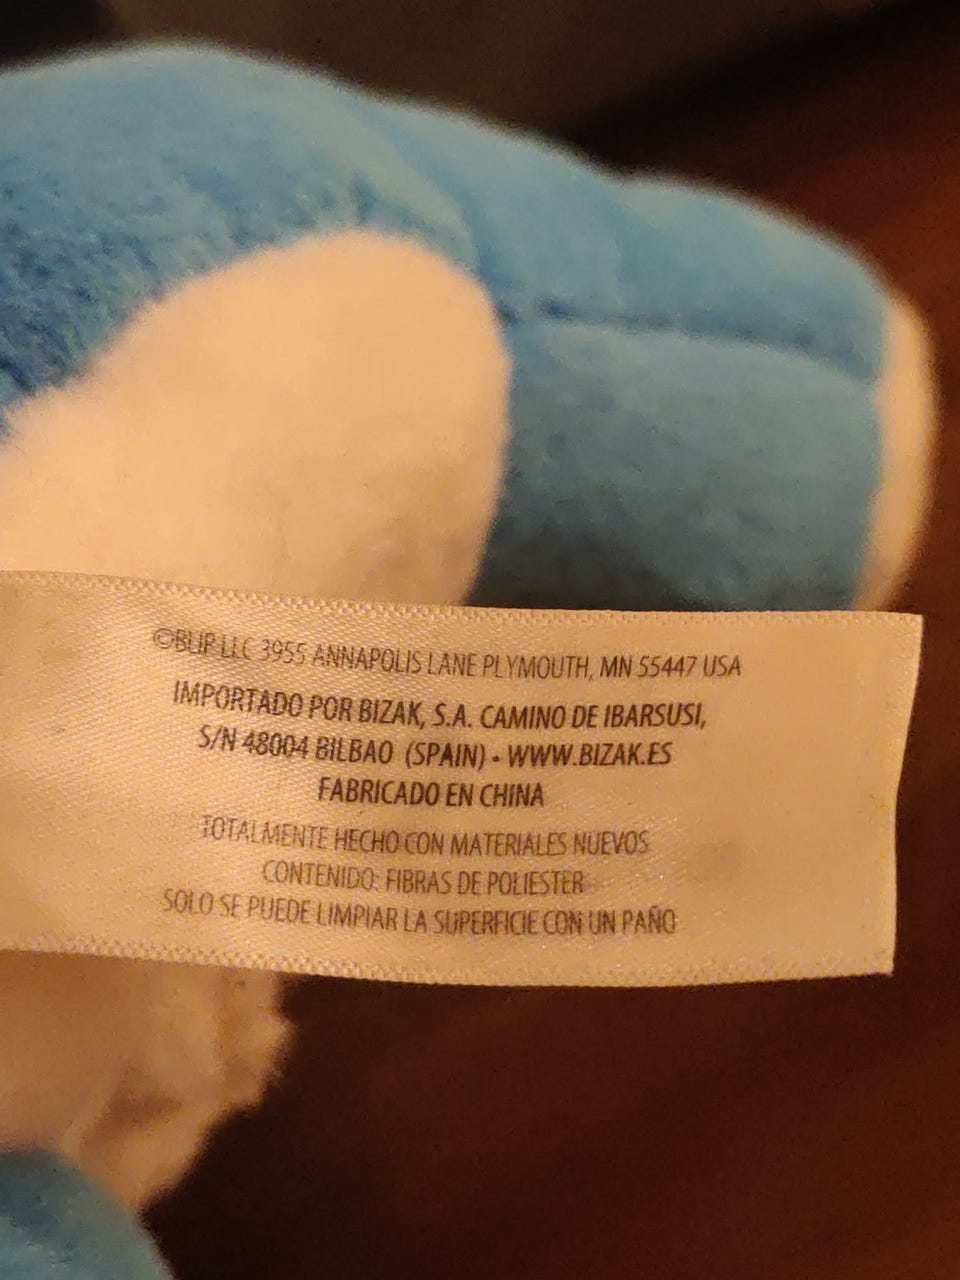 ©BLIP LLC 3955 ANNAPOLIS LANE PLYMOUTH, MN 55447 USA
IMPORTADO POR BIZAK, S.A. CAMINO DE IBARSUSI,
S/N 48004 BILBAO (SPAIN) • WWW.BIZAK.ES
FABRICADO EN CHINA
TOTALMENTE HECHO CON MATERIALES NUEVOS
CONTENIDO: FIBRAS DE POLIESTER
SOLO SE PUEDE LIMPIAR LA SUPERFICIE CON UN PAÑO